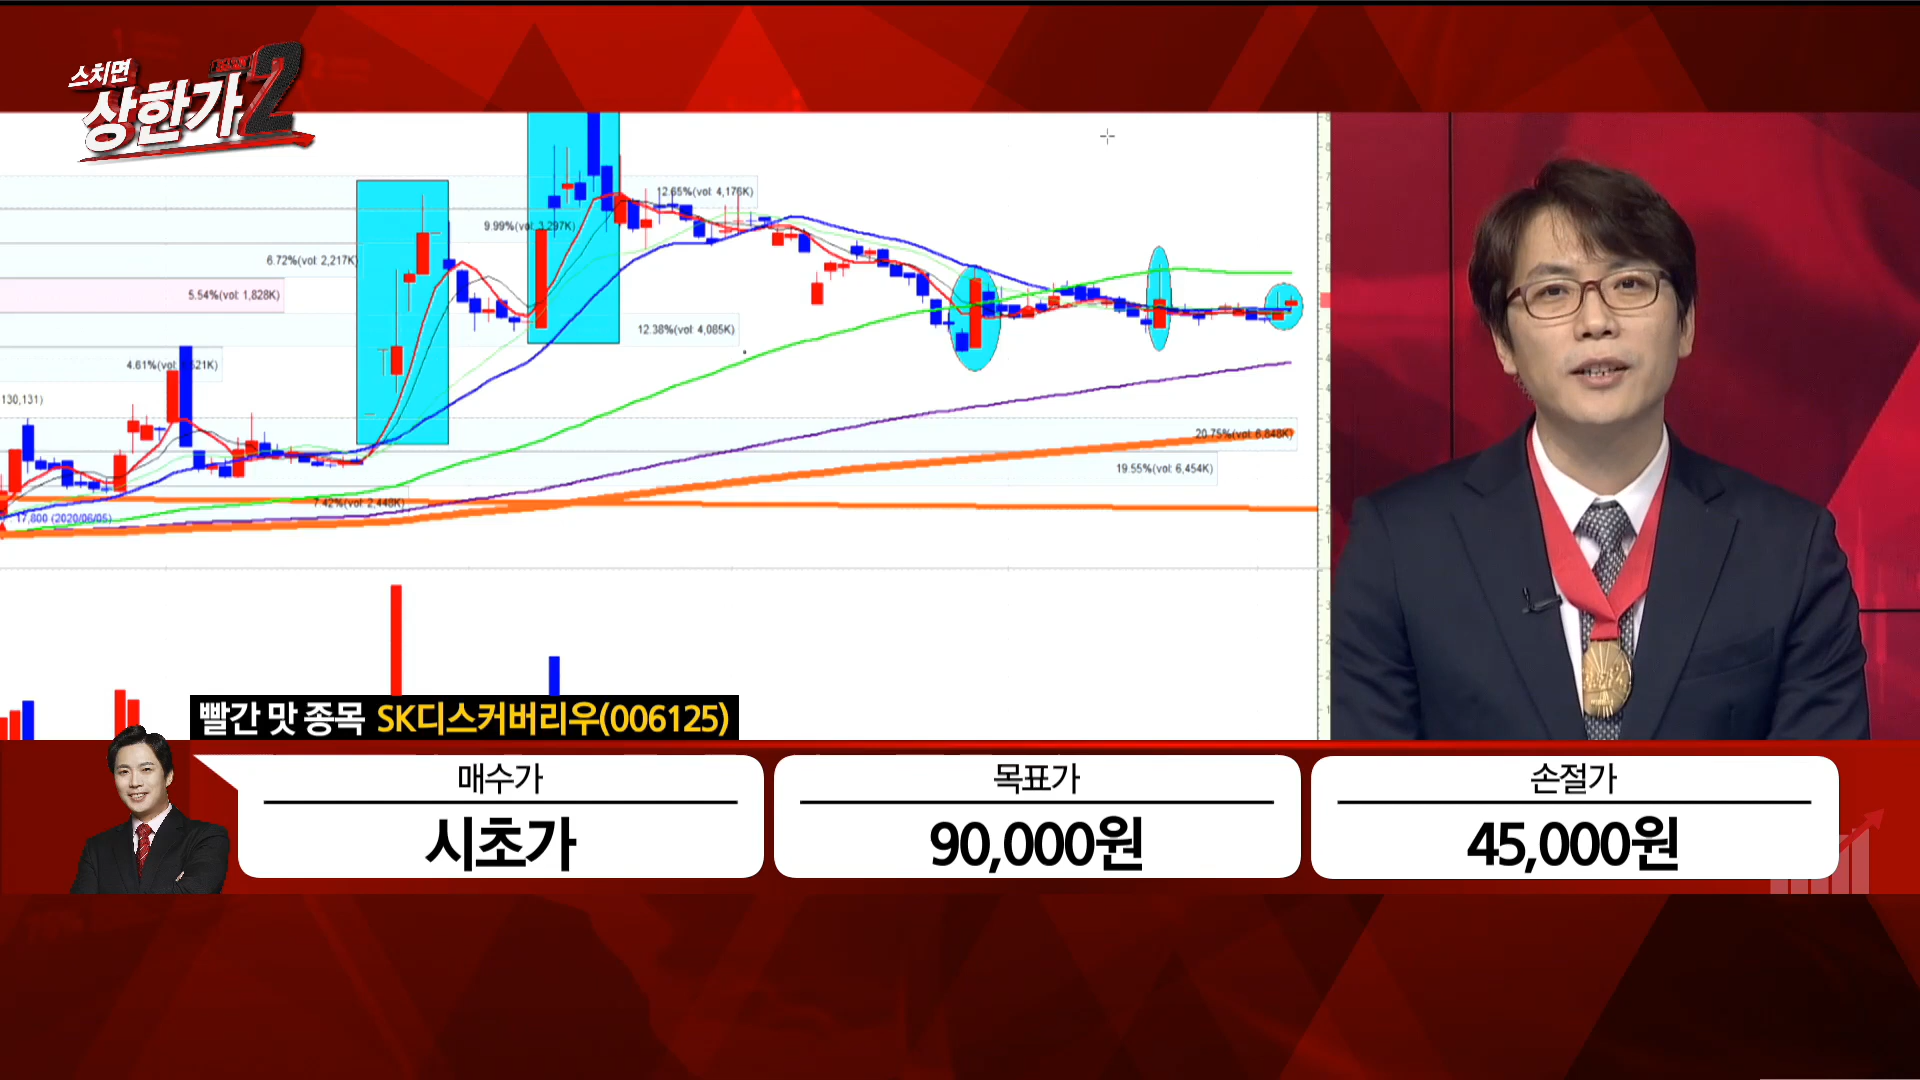 스치면
상한가 2
12.65%(vol: 4,176K)
9.99%(vol: 3,297K)
6.72%(vol: 2,217K)
5.54%(vol: 1,828K)
12.38%(vol: 4,085K)
4.61%(vol:
130,131)
20.75%(vol: 6,848K)
19.55%(vol: 6,454K)
7.42%(vol: 2,448K)
17,800 (2020/06/05)
빨간 맛 종목 SK디스커버리우(006125)
매수가
시초가
목표가
90,000원
손절가
45,000원